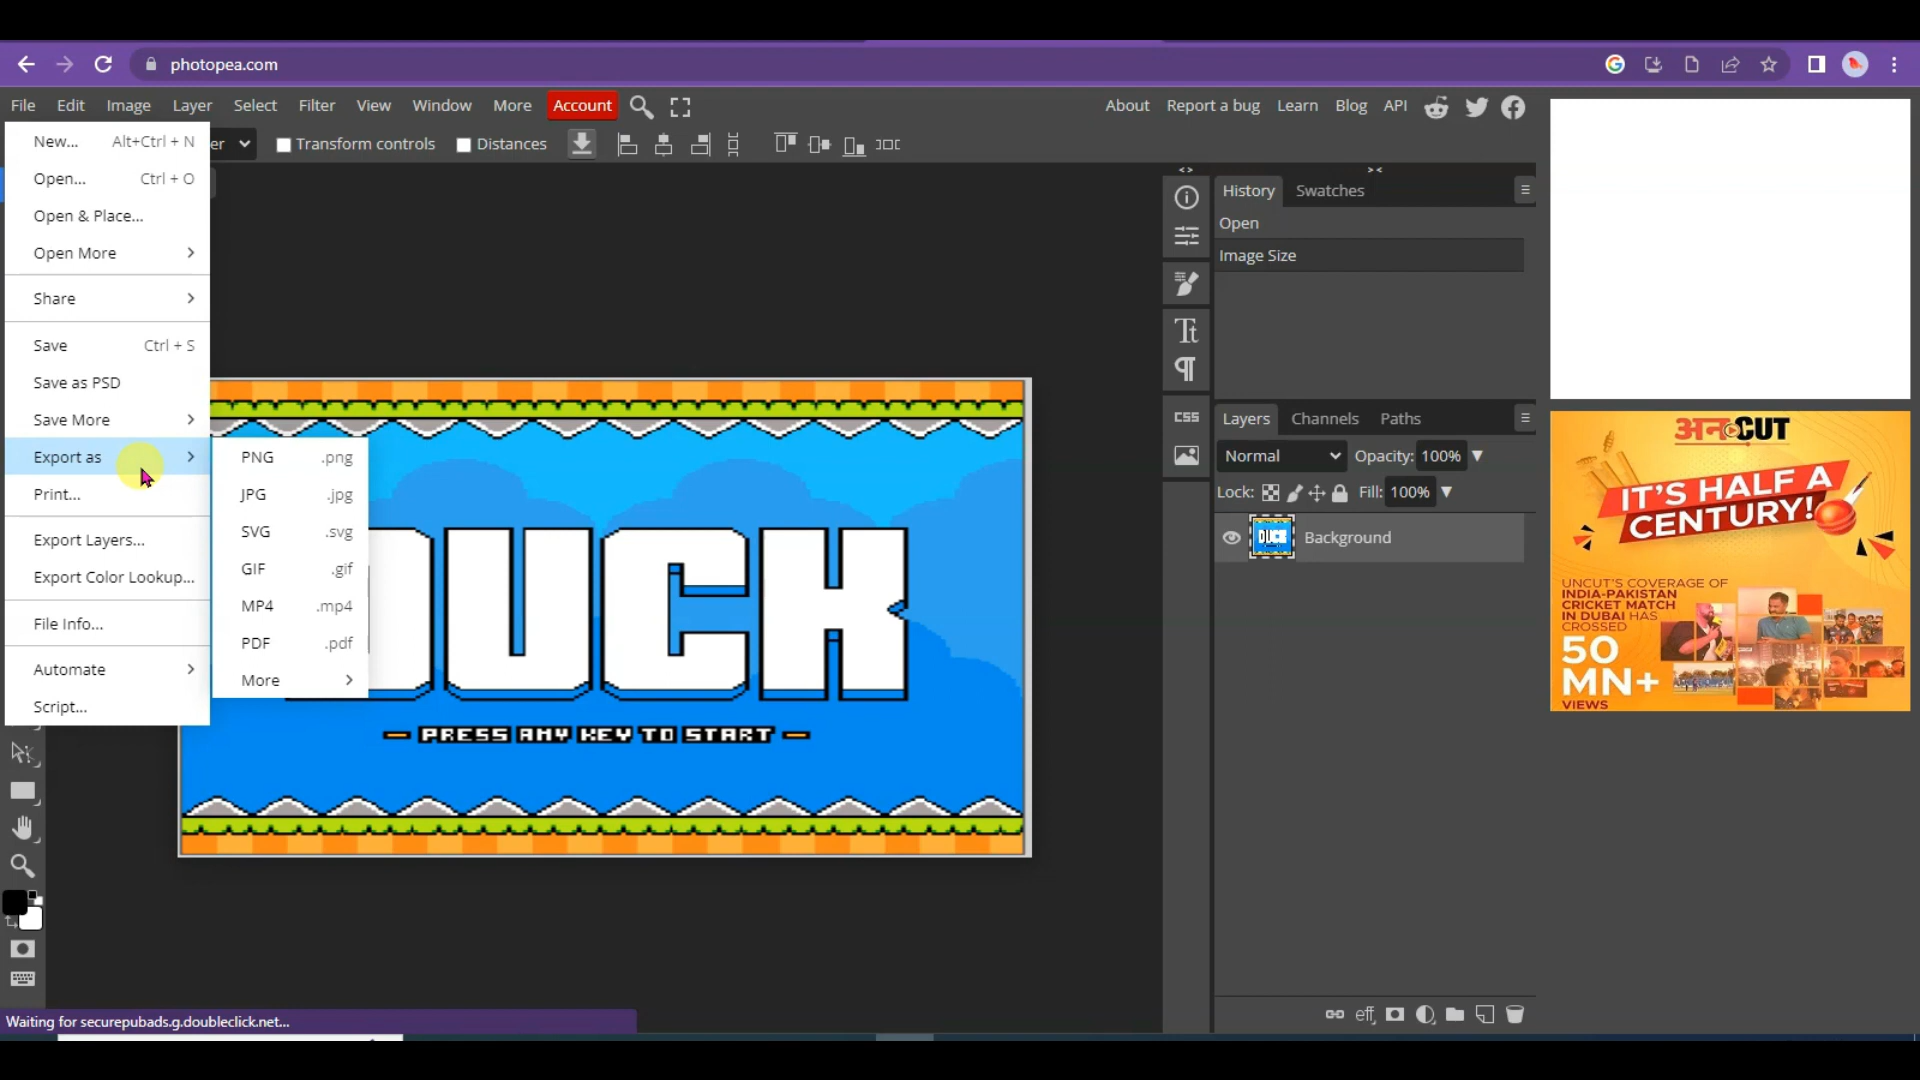 photopea.com
File Edit Image Layer Select Filter View Window More Account
About Report a bug Learn Blog API
er Transform controls Distances
New... Alt+Ctrl + N
Open... Ctrl + O
Open & Place...
Open More
Share
Save Ctrl + S
Save as PSD
Save More
Export as
Print...
Export Layers...
Export Color Lookup...
File Info...
Automate
Script...
PNG .png
JPG .jpg
SVG .svg
GIF .gif
MP4 .mp4
PDF .pdf
More
DUCK
PRESS ANY KEY TO START
History Swatches
Open
Image Size
CSS
Layers Channels Paths
Normal Opacity: 100%
Lock: Fill: 100%
DUCK Background
eff
अनCUT
IT'S HALF A
CENTURY!
UNCUT'S COVERAGE OF
INDIA-PAKISTAN
CRICKET MATCH
IN DUBAI HAS
CROSSED
50
MN+
VIEWS
Waiting for securepubads.g.doubleclick.net...